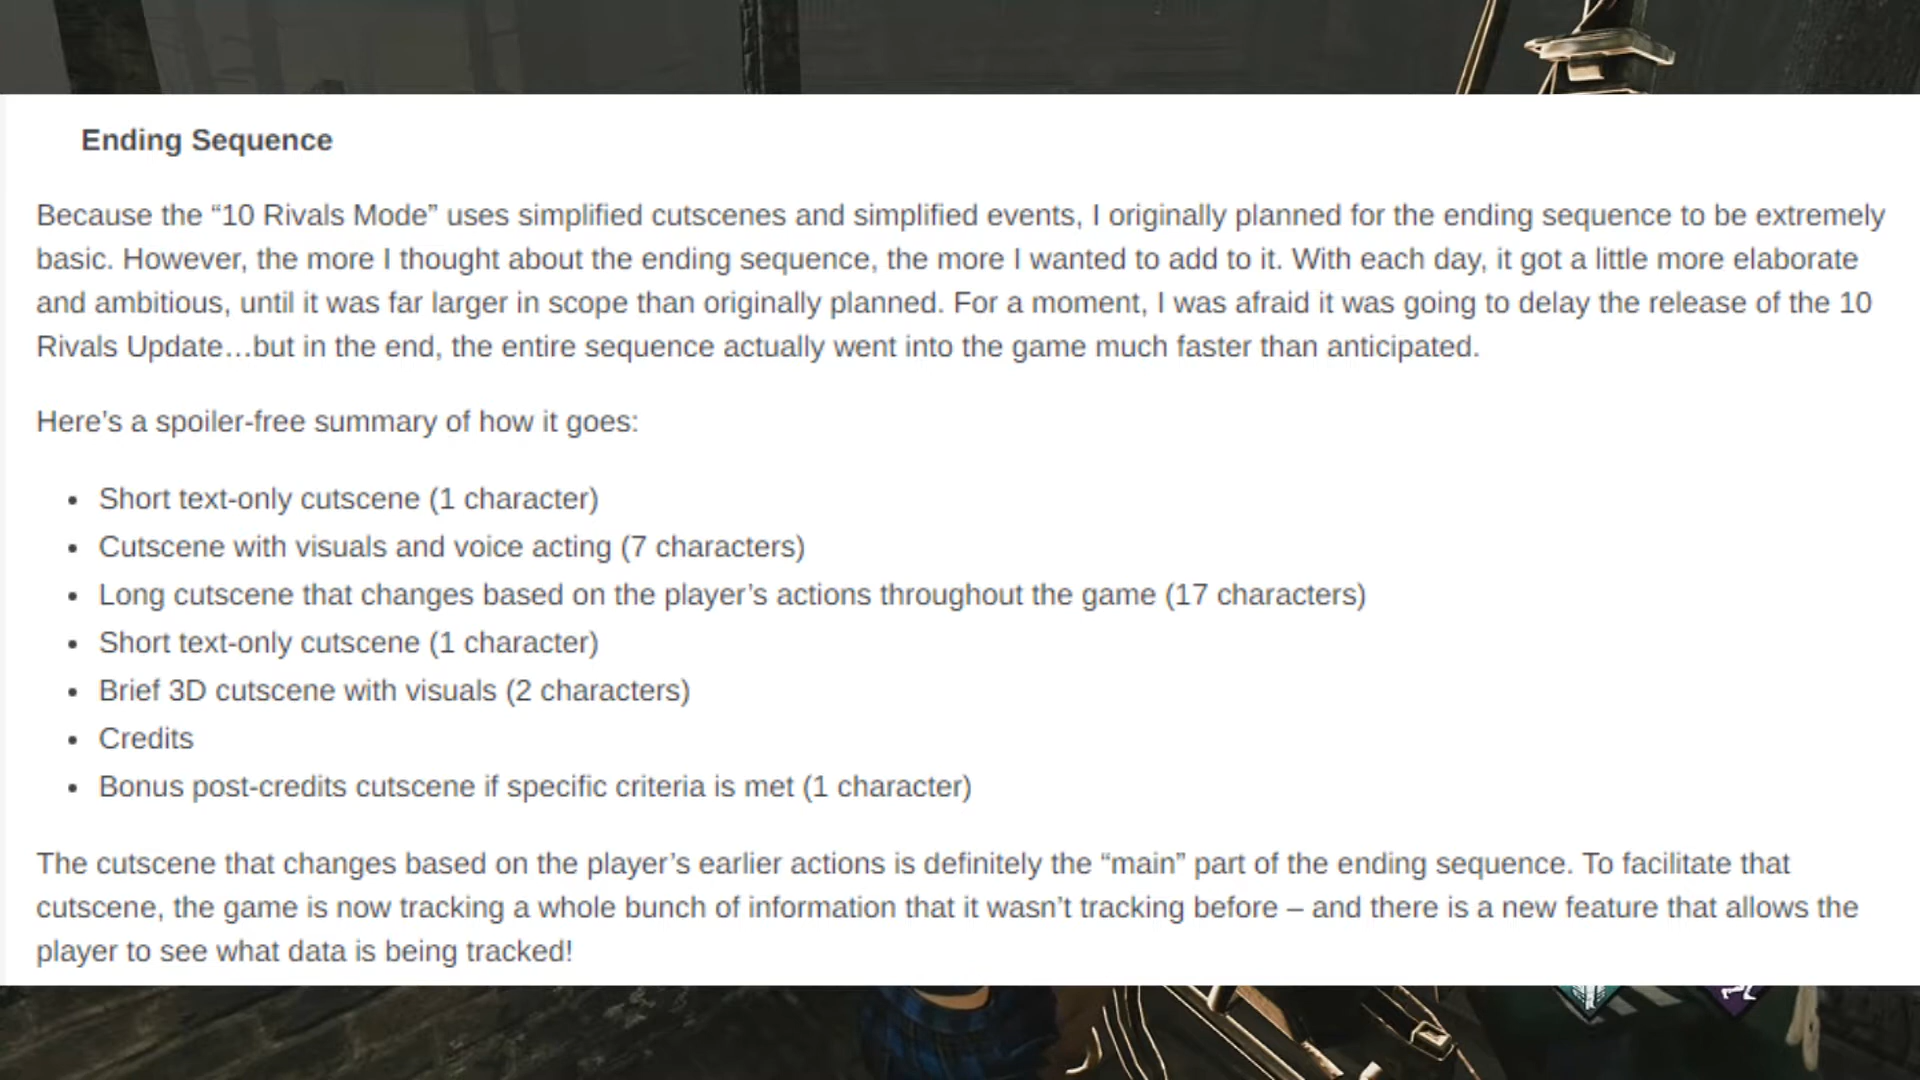 Ending Sequence
Because the “10 Rivals Mode” uses simplified cutscenes and simplified events, I originally planned for the ending sequence to be extremely
basic. However, the more I thought about the ending sequence, the more I wanted to add to it. With each day, it got a little more elaborate
and ambitious, until it was far larger in scope than originally planned. For a moment, I was afraid it was going to delay the release of the 10
Rivals Update…but in the end, the entire sequence actually went into the game much faster than anticipated.
Here’s a spoiler-free summary of how it goes:
• Short text-only cutscene (1 character)
• Cutscene with visuals and voice acting (7 characters)
• Long cutscene that changes based on the player’s actions throughout the game (17 characters)
• Short text-only cutscene (1 character)
• Brief 3D cutscene with visuals (2 characters)
• Credits
• Bonus post-credits cutscene if specific criteria is met (1 character)
The cutscene that changes based on the player’s earlier actions is definitely the “main” part of the ending sequence. To facilitate that
cutscene, the game is now tracking a whole bunch of information that it wasn’t tracking before – and there is a new feature that allows the
player to see what data is being tracked!